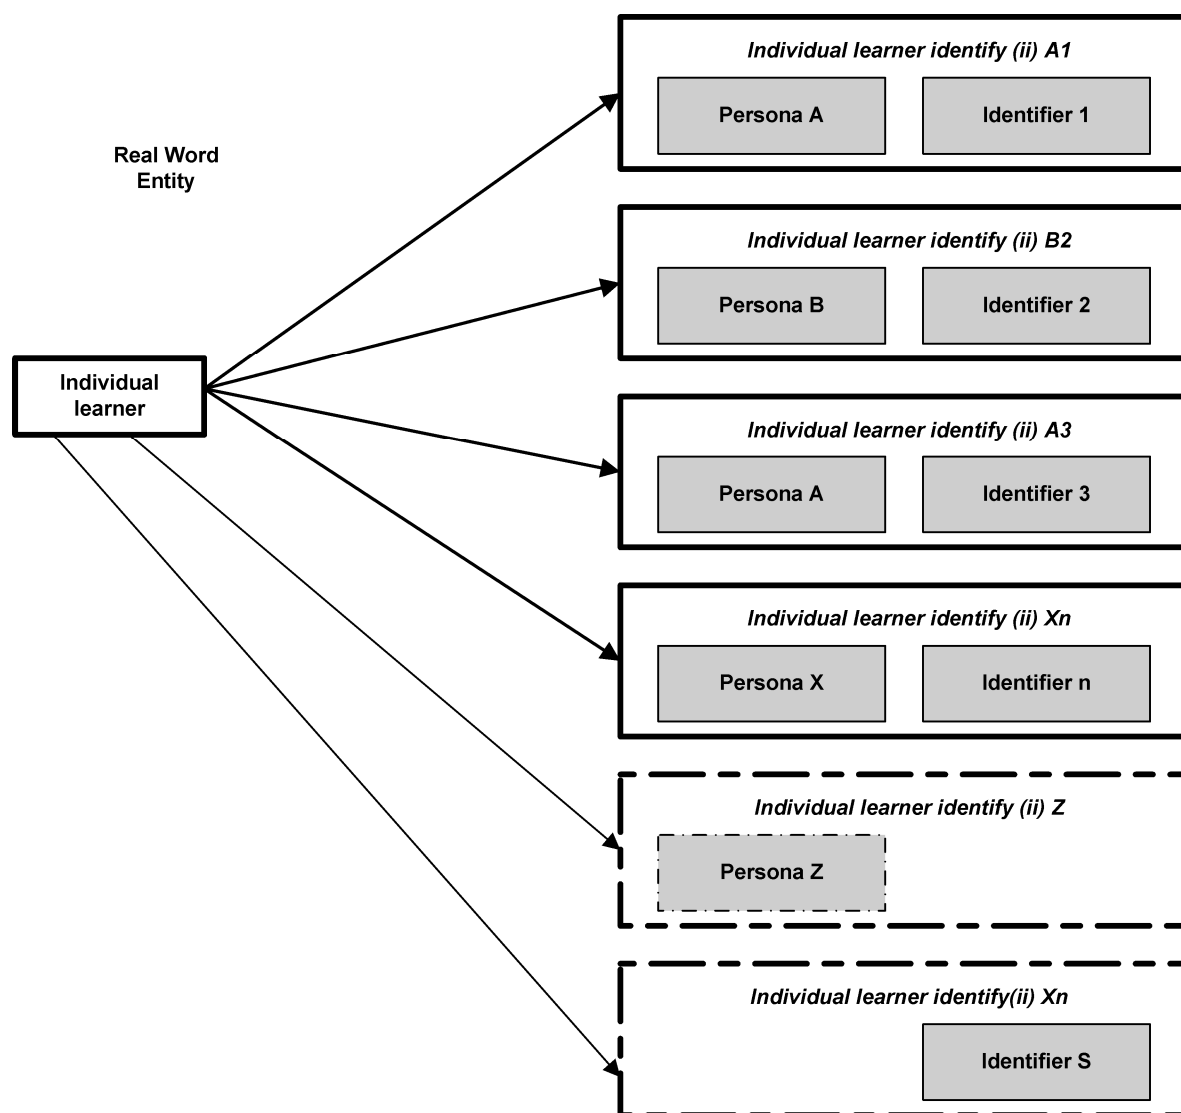 Individual learner identify (ii) A1
Persona A
Identifier 1
Real Word
Entity
Individual learner identify (ii) B2
Persona B
Identifier 2
Individual
learner
Individual learner identify (ii) A3
Persona A
Identifier 3
Individual learner identify (ii) Xn
Persona X
Identifier n
Individual learner identify (ii) Z
Persona Z
Individual learner identify(ii) Xn
Identifier S